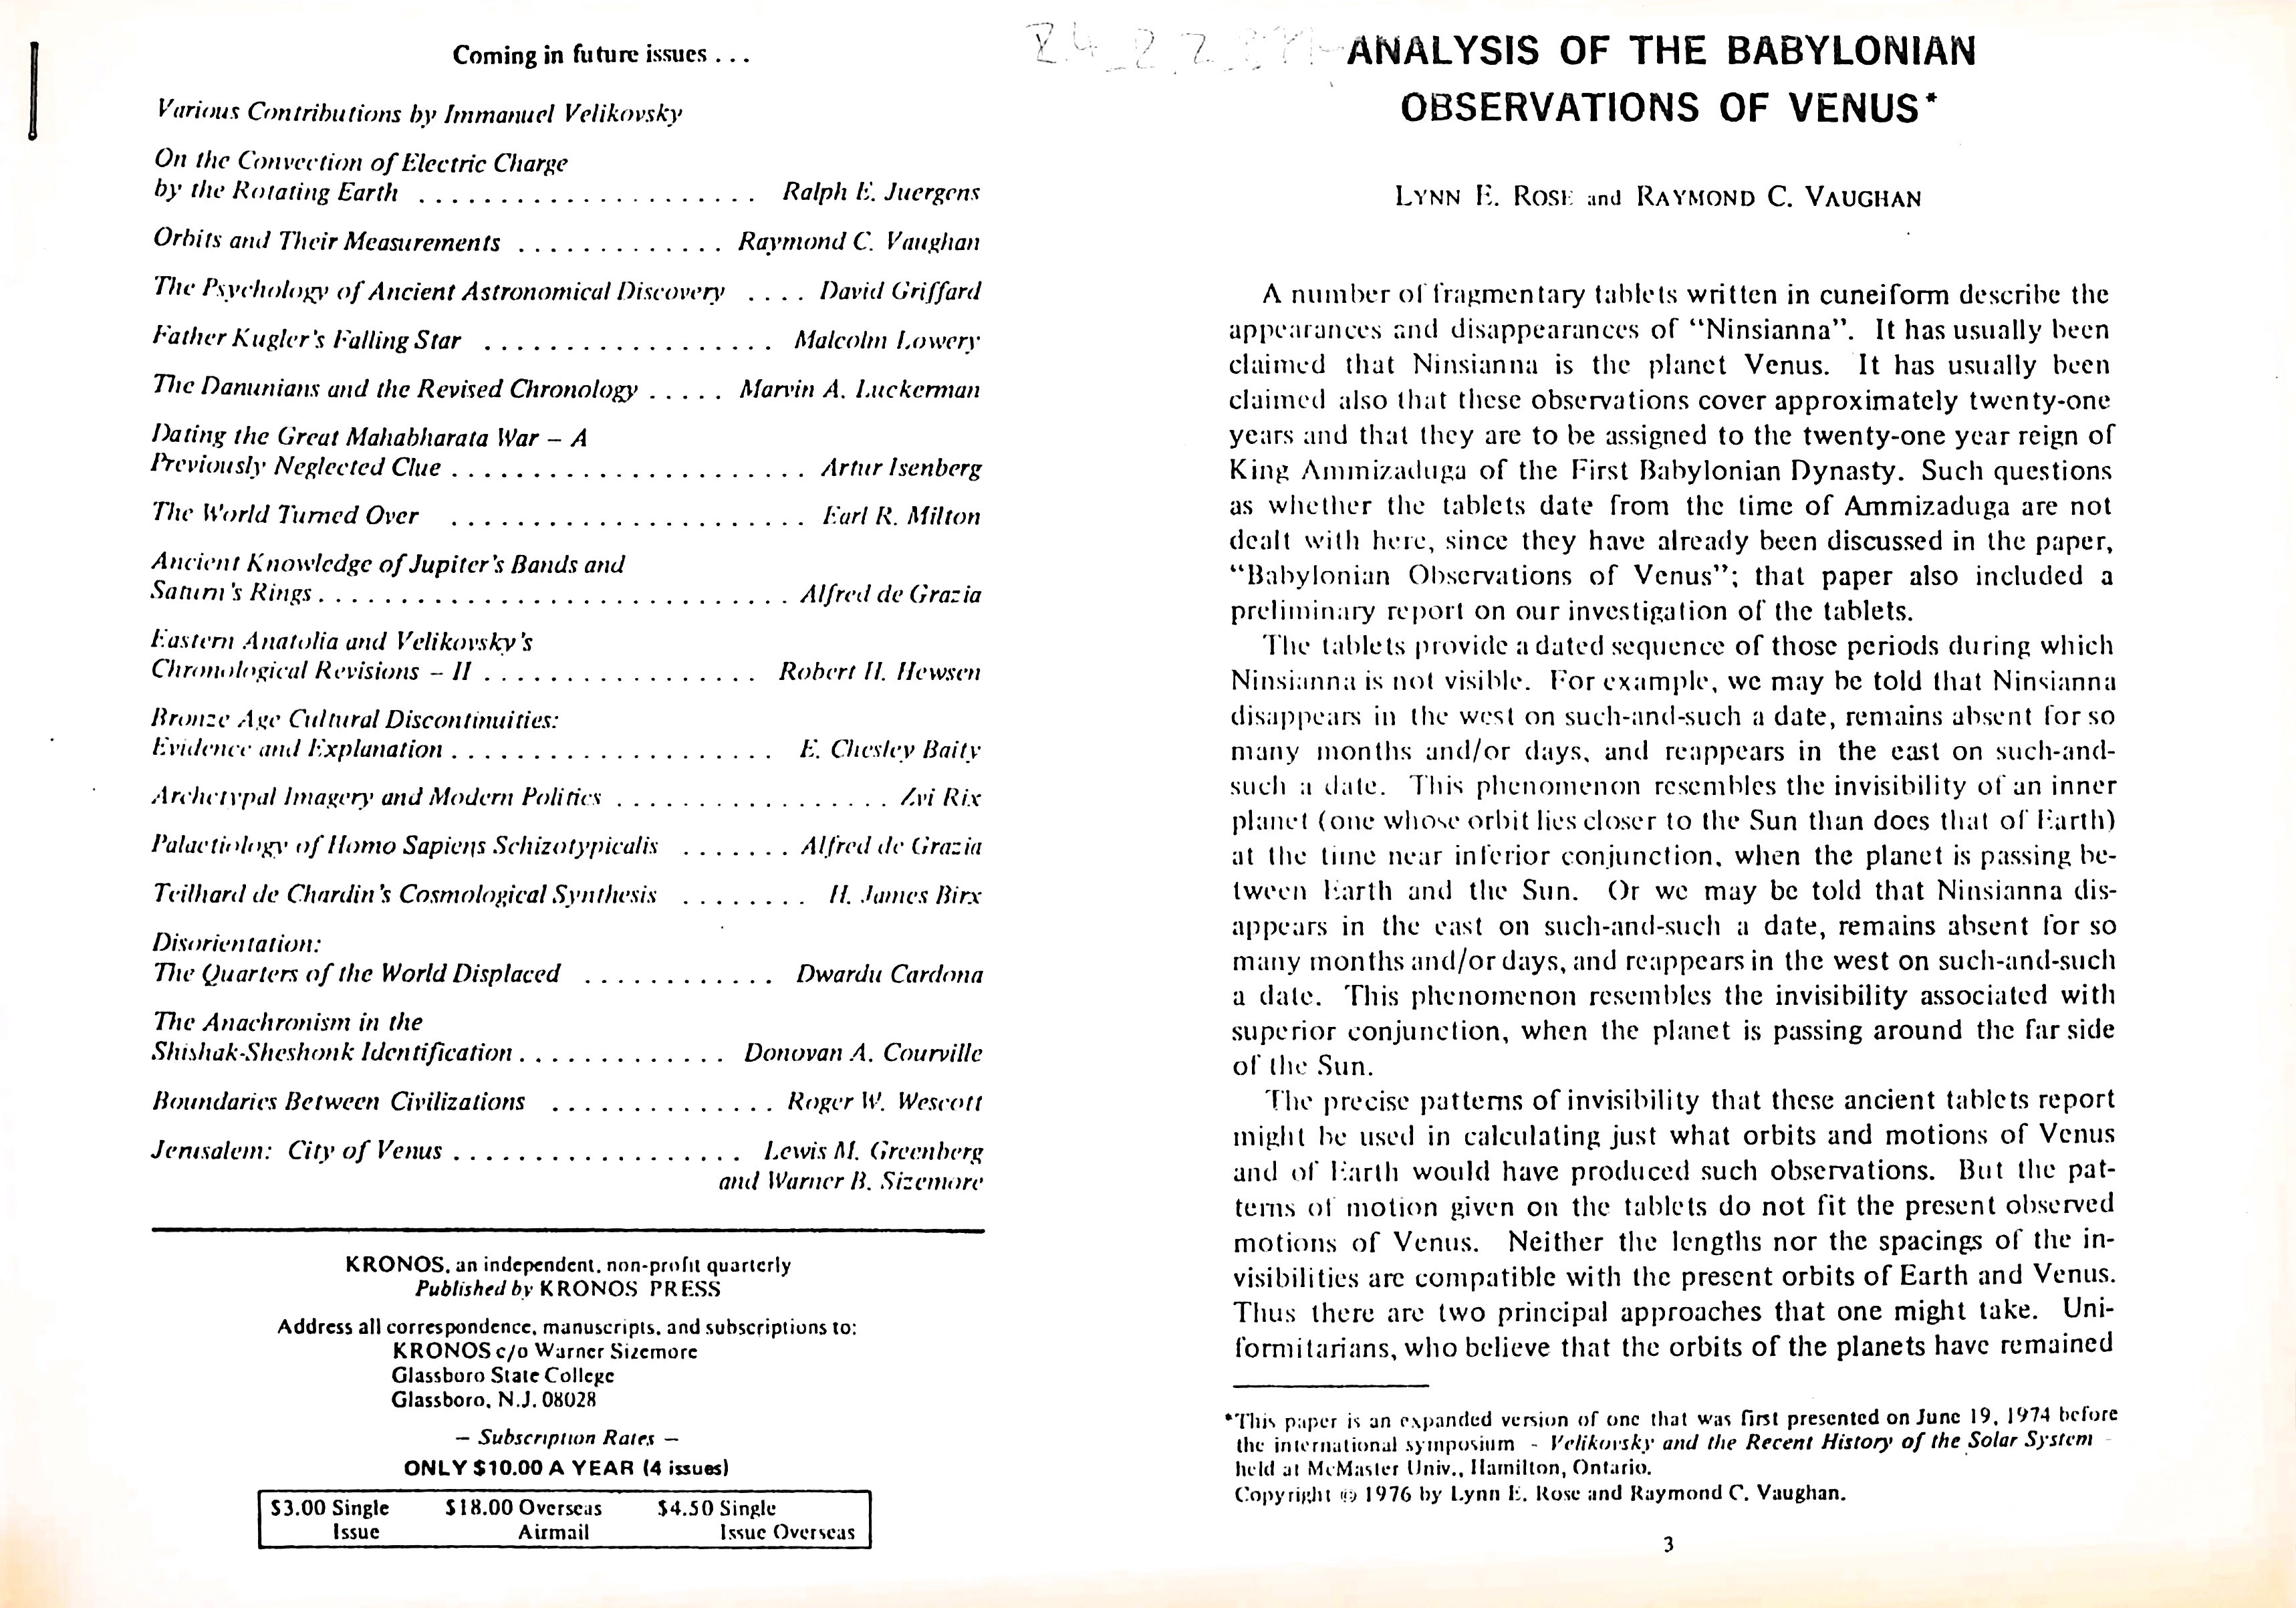 Coming in future issues . . .
Various Contributions by Immanuel Velikovsky
On the Convection of Electric Charge
by the Rotating Earth . . . . . . . . . . . . . . . . . . . . . Ralph E. Juergens
Orbits and Their Measurements . . . . . . . . . . . . . Raymond C. Vaughan
The Psychology of Ancient Astronomical Discovery . . . . David Griffard
Father Kugler's Falling Star . . . . . . . . . . . . . . . . . . Malcolm Lowery
The Danunians and the Revised Chronology . . . . . Marvin A. Luckerman
Dating the Great Mahabharata War – A
Previously Neglected Clue . . . . . . . . . . . . . . . . . . . . . . Artur Isenberg
The World Turned Over . . . . . . . . . . . . . . . . . . . . . . Earl R. Milton
Ancient Knowledge of Jupiter's Bands and
Saturn's Rings . . . . . . . . . . . . . . . . . . . . . . . . . . . . . Alfred de Grazia
Eastern Anatolia and Velikovsky's
Chronological Revisions – II . . . . . . . . . . . . . . . . . Robert H. Hewsen
Bronze Age Cultural Discontinuities:
Evidence and Explanation . . . . . . . . . . . . . . . . . . . . E. Chesley Baity
Archetypal Imagery and Modern Politics . . . . . . . . . . . . . . . . . Zvi Rix
Palaetiology of Homo Sapiens Schizotypicalis . . . . . . . Alfred de Grazia
Teilhard de Chardin's Cosmological Synthesis . . . . . . . . H. James Birx
Disorientation:
The Quarters of the World Displaced . . . . . . . . . . . . Dwardu Cardona
The Anachronism in the
Shishak-Sheshonk Identification . . . . . . . . . . . . . Donovan A. Courville
Boundaries Between Civilizations . . . . . . . . . . . . . . Roger W. Wescott
Jerusalem: City of Venus . . . . . . . . . . . . . . . . . . Lewis M. Greenberg
and Warner B. Sizemore
KRONOS, an independent, non-profit quarterly
Published by KRONOS PRESS
Address all correspondence, manuscripts, and subscriptions to:
KRONOS c/o Warner Sizemore
Glassboro State College
Glassboro, N.J. 08028
– Subscription Rates –
ONLY $10.00 A YEAR (4 issues)
$3.00 Single $18.00 Overseas $4.50 Single
Issue Airmail Issue Overseas
ANALYSIS OF THE BABYLONIAN
OBSERVATIONS OF VENUS*
LYNN E. ROSE and RAYMOND C. VAUGHAN
A number of fragmentary tablets written in cuneiform describe the
appearances and disappearances of “Ninsianna”. It has usually been
claimed that Ninsianna is the planet Venus. It has usually been
claimed also that these observations cover approximately twenty-one
years and that they are to be assigned to the twenty-one year reign of
King Ammizaduga of the First Babylonian Dynasty. Such questions
as whether the tablets date from the time of Ammizaduga are not
dealt with here, since they have already been discussed in the paper,
“Babylonian Observations of Venus”; that paper also included a
preliminary report on our investigation of the tablets.
The tablets provide a dated sequence of those periods during which
Ninsianna is not visible. For example, we may be told that Ninsianna
disappears in the west on such-and-such a date, remains absent for so
many months and/or days, and reappears in the east on such-and-
such a date. This phenomenon resembles the invisibility of an inner
planet (one whose orbit lies closer to the Sun than does that of Earth)
at the time near inferior conjunction, when the planet is passing be-
tween Earth and the Sun. Or we may be told that Ninsianna dis-
appears in the east on such-and-such a date, remains absent for so
many months and/or days, and reappears in the west on such-and-such
a date. This phenomenon resembles the invisibility associated with
superior conjunction, when the planet is passing around the far side
of the Sun.
The precise patterns of invisibility that these ancient tablets report
might be used in calculating just what orbits and motions of Venus
and of Earth would have produced such observations. But the pat-
terns of motion given on the tablets do not fit the present observed
motions of Venus. Neither the lengths nor the spacings of the in-
visibilities are compatible with the present orbits of Earth and Venus.
Thus there are two principal approaches that one might take. Uni-
formitarians, who believe that the orbits of the planets have remained
*This paper is an expanded version of one that was first presented on June 19, 1974 before
the international symposium - Velikovsky and the Recent History of the Solar System -
held at McMaster Univ., Hamilton, Ontario.
Copyright © 1976 by Lynn E. Rose and Raymond C. Vaughan.
3